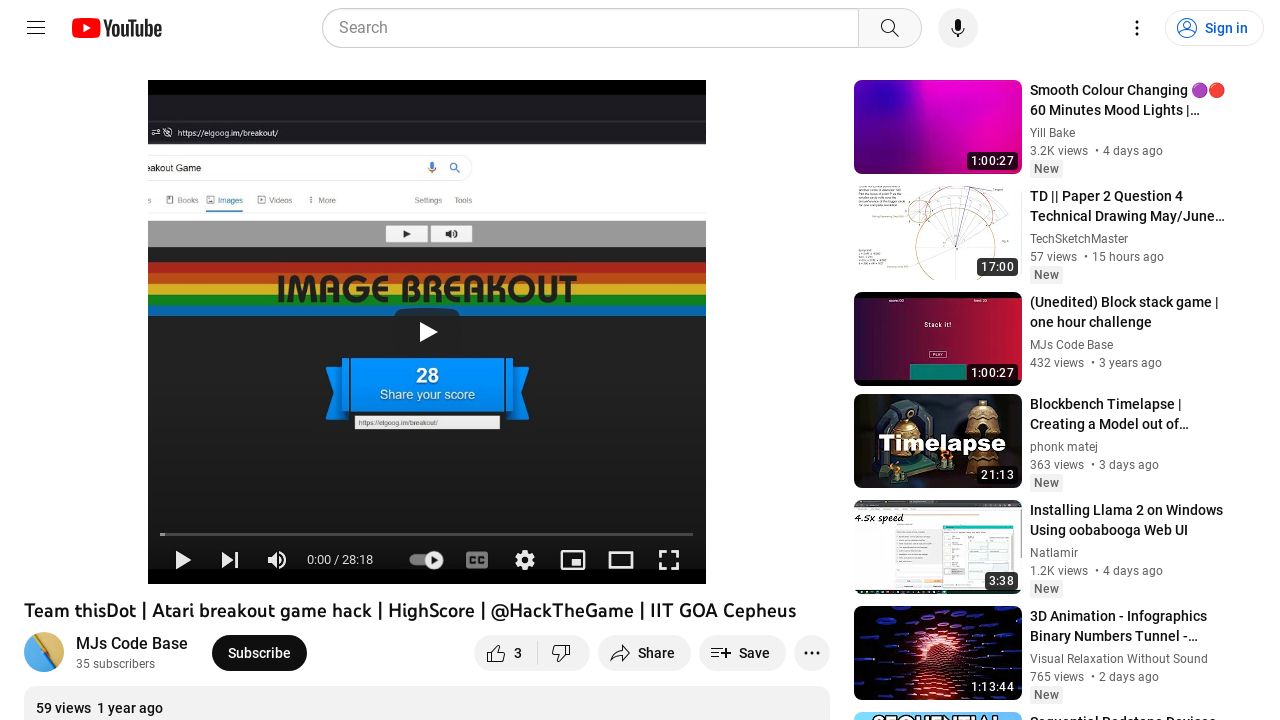 YouTube
Search
Sign in
https://elgoog.im/breakout/
eakout Game
Books
Images
Videos
More
Settings
Tools
IMAGE BREAKOUT
28
Share your score
https://elgoog.im/breakout/
0:00 / 28:18
CC
Team thisDot | Atari breakout game hack | HighScore | @HackTheGame | IIT GOA Cepheus
MJs Code Base
35 subscribers
Subscribe
3
Share
Save
59 views 1 year ago
1:00:27
Smooth Colour Changing 🟣🔴
60 Minutes Mood Lights |…
Yill Bake
3.2K views • 4 days ago
New
17:00
TD || Paper 2 Question 4
Technical Drawing May/June…
TechSketchMaster
57 views • 15 hours ago
New
Stack it!
PLAY
1:00:27
(Unedited) Block stack game |
one hour challenge
MJs Code Base
432 views • 3 years ago
Timelapse
21:13
Blockbench Timelapse |
Creating a Model out of…
phonk matej
363 views • 3 days ago
New
4.5x speed
3:38
Installing Llama 2 on Windows
Using oobabooga Web UI
Natlamir
1.2K views • 4 days ago
New
1:13:44
3D Animation - Infographics
Binary Numbers Tunnel -…
Visual Relaxation Without Sound
765 views • 2 days ago
New
SEQUENTIAL
Sequential Redstone Devices